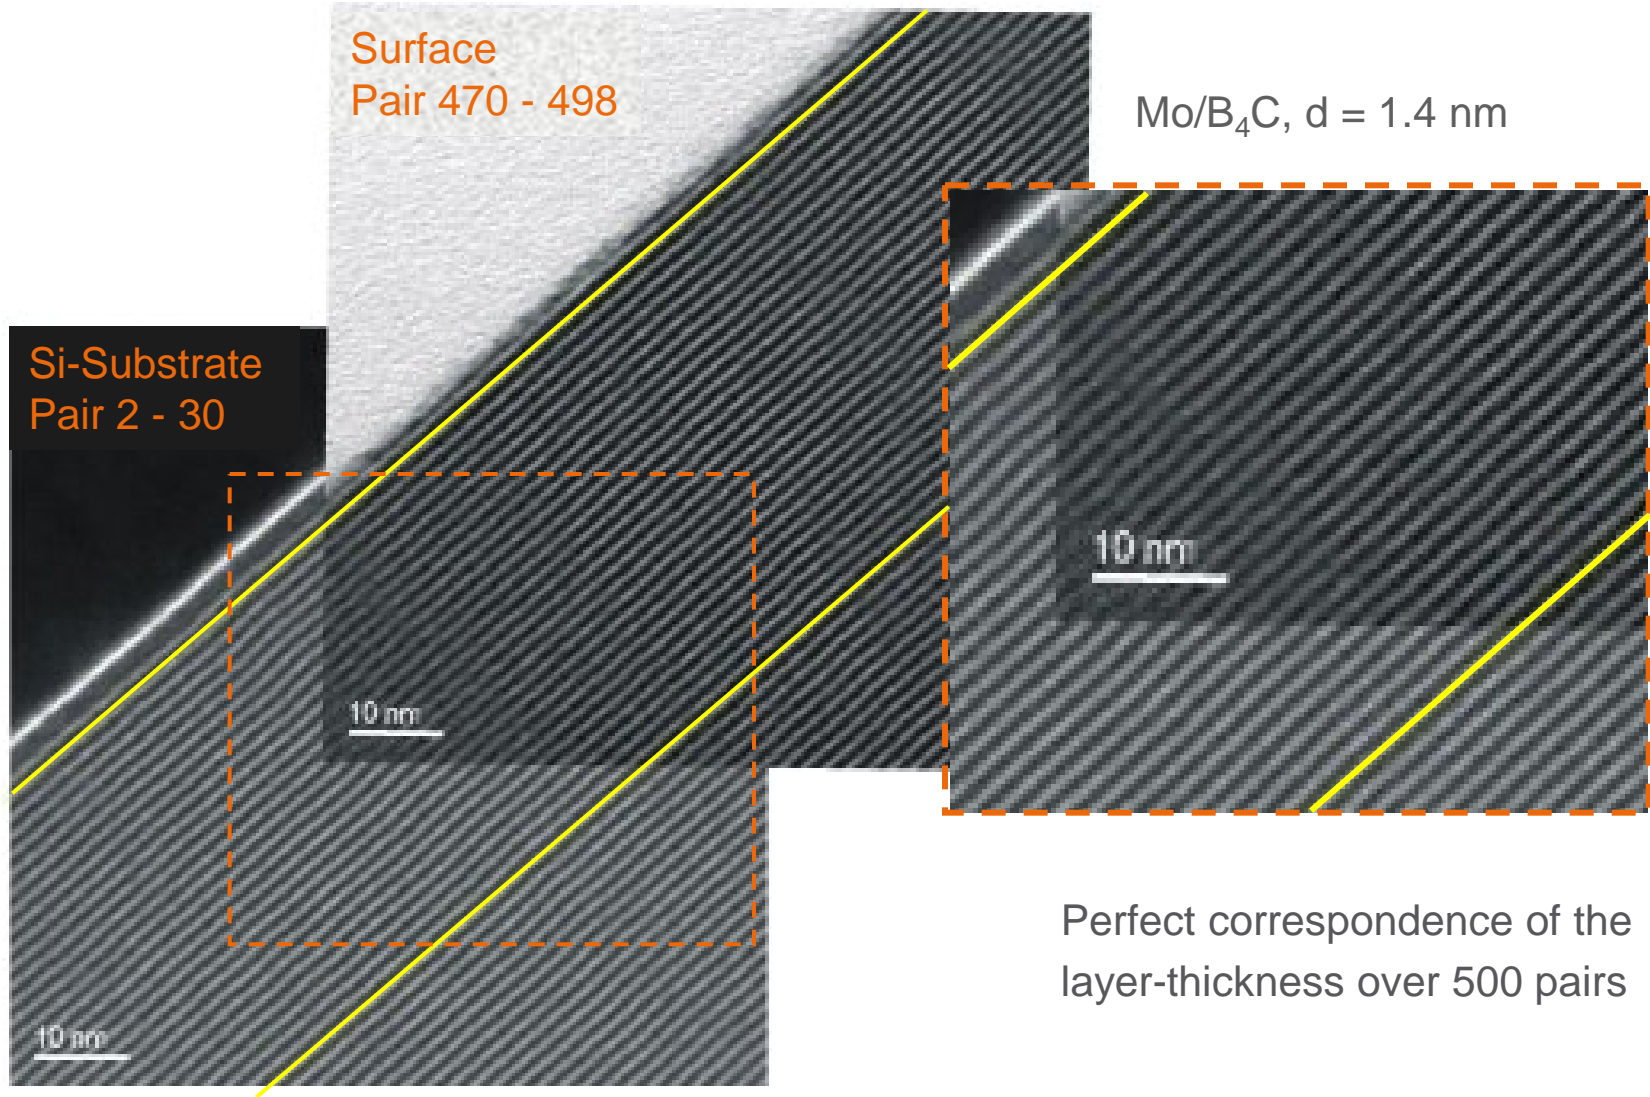 Surface
Pair 470 - 498
Mo/B₄C, d = 1.4 nm
Si-Substrate
Pair 2 - 30
10 nm
10 nm
10 nm
Perfect correspondence of the
layer-thickness over 500 pairs